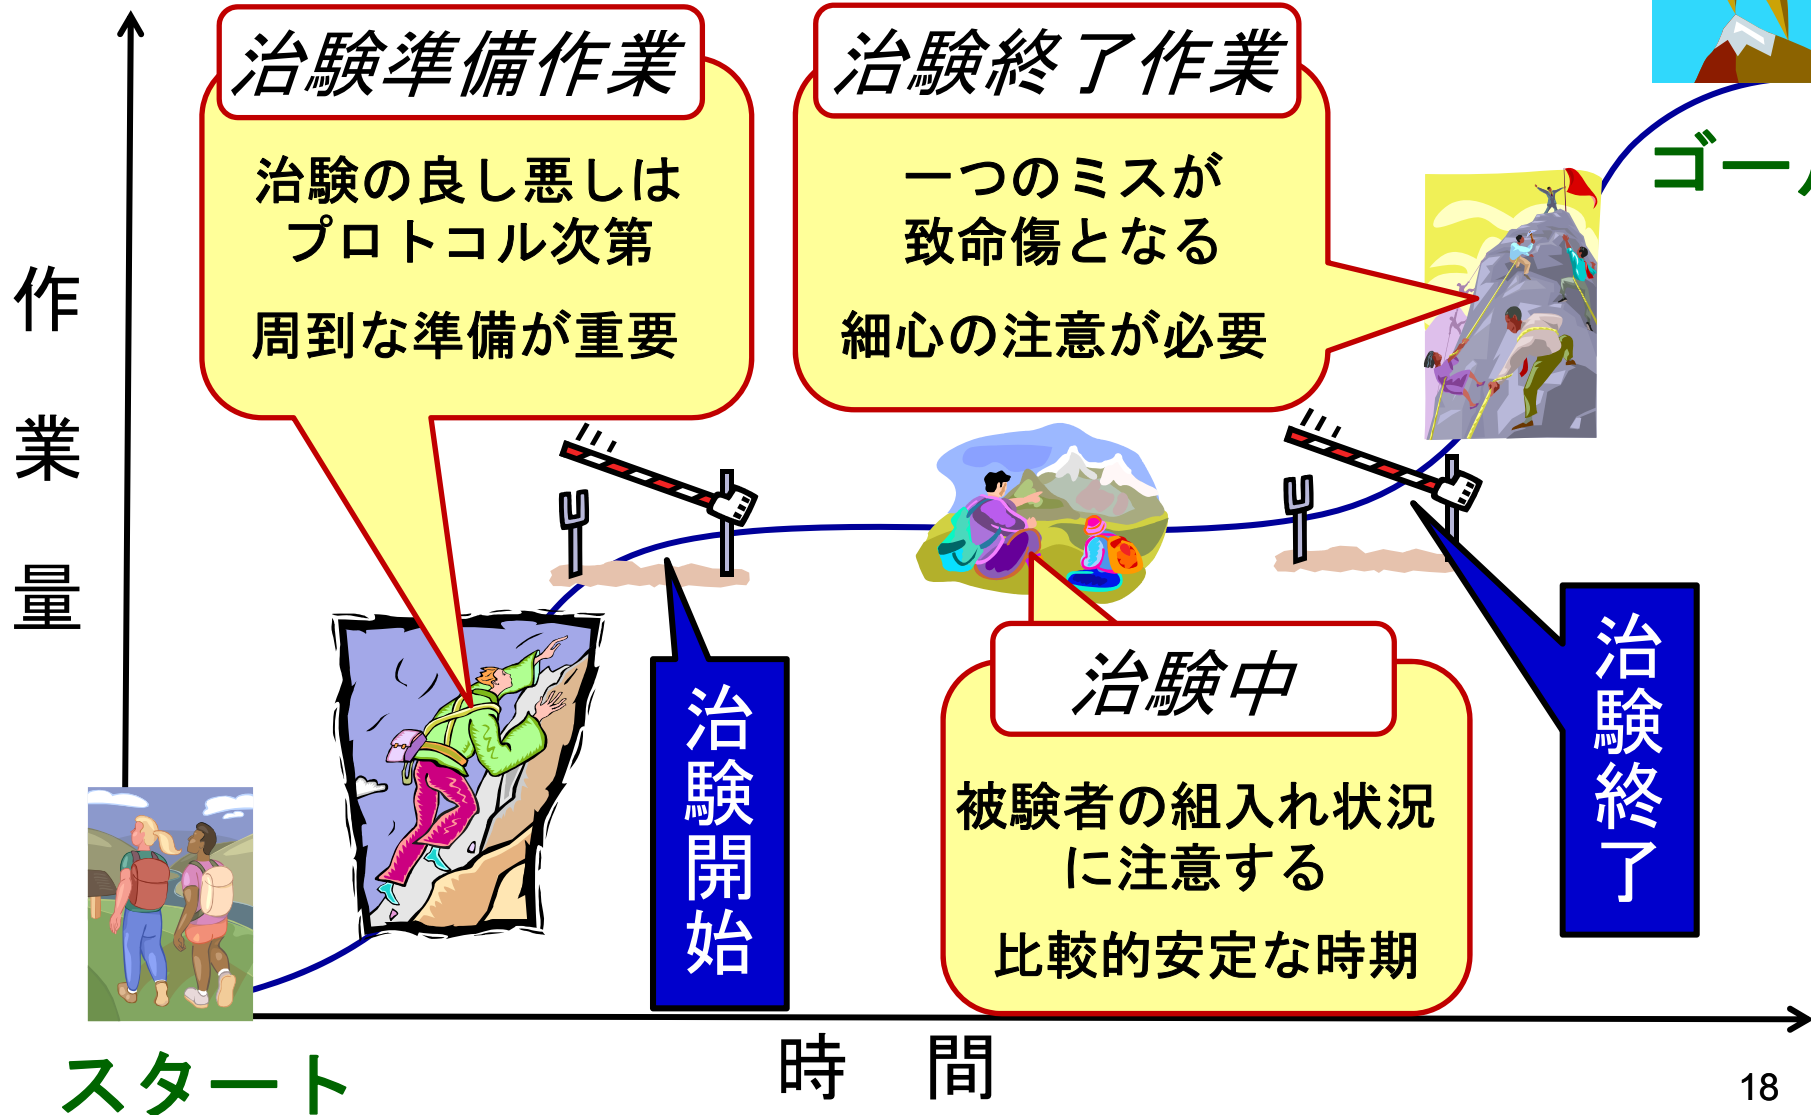 治験準備作業
治験の良し悪しは
プロトコル次第
周到な準備が重要
治験終了作業
一つのミスが
致命傷となる
細心の注意が必要
ゴー
作業量
治験開始
治験中
被験者の組入れ状況
に注意する
比較的安定な時期
治験終了
スタート
時間
18